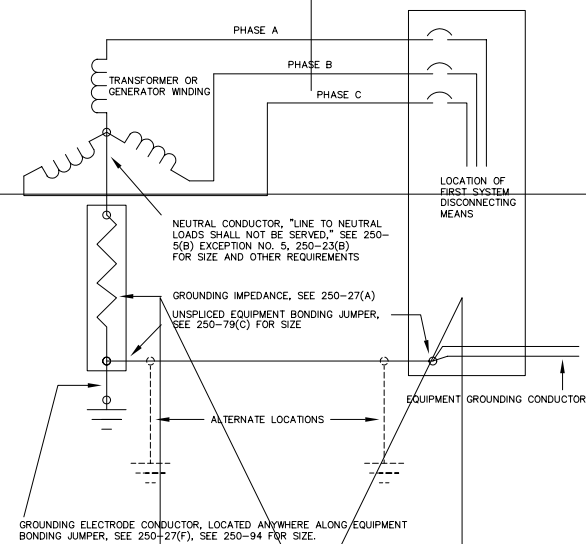 PHASE A
PHASE B
TRANSFORMER OR
GENERATOR WINDING
PHASE C
LOCATION OF
FIRST SYSTEM
DISCONNECTING
MEANS
NEUTRAL CONDUCTOR, "LINE TO NEUTRAL
LOADS SHALL NOT BE SERVED," SEE 250-
5(B) EXCEPTION NO. 5, 250-23(B)
FOR SIZE AND OTHER REQUIREMENTS
GROUNDING IMPEDANCE, SEE 250-27(A)
UNSPLICED EQUIPMENT BONDING JUMPER,
SEE 250-79(C) FOR SIZE
EQUIPMENT GROUNDING CONDUCTOR
ALTERNATE LOCATIONS
GROUNDING ELECTRODE CONDUCTOR, LOCATED ANYWHERE ALONG EQUIPMENT
BONDING JUMPER, SEE 250-27(F), SEE 250-94 FOR SIZE.